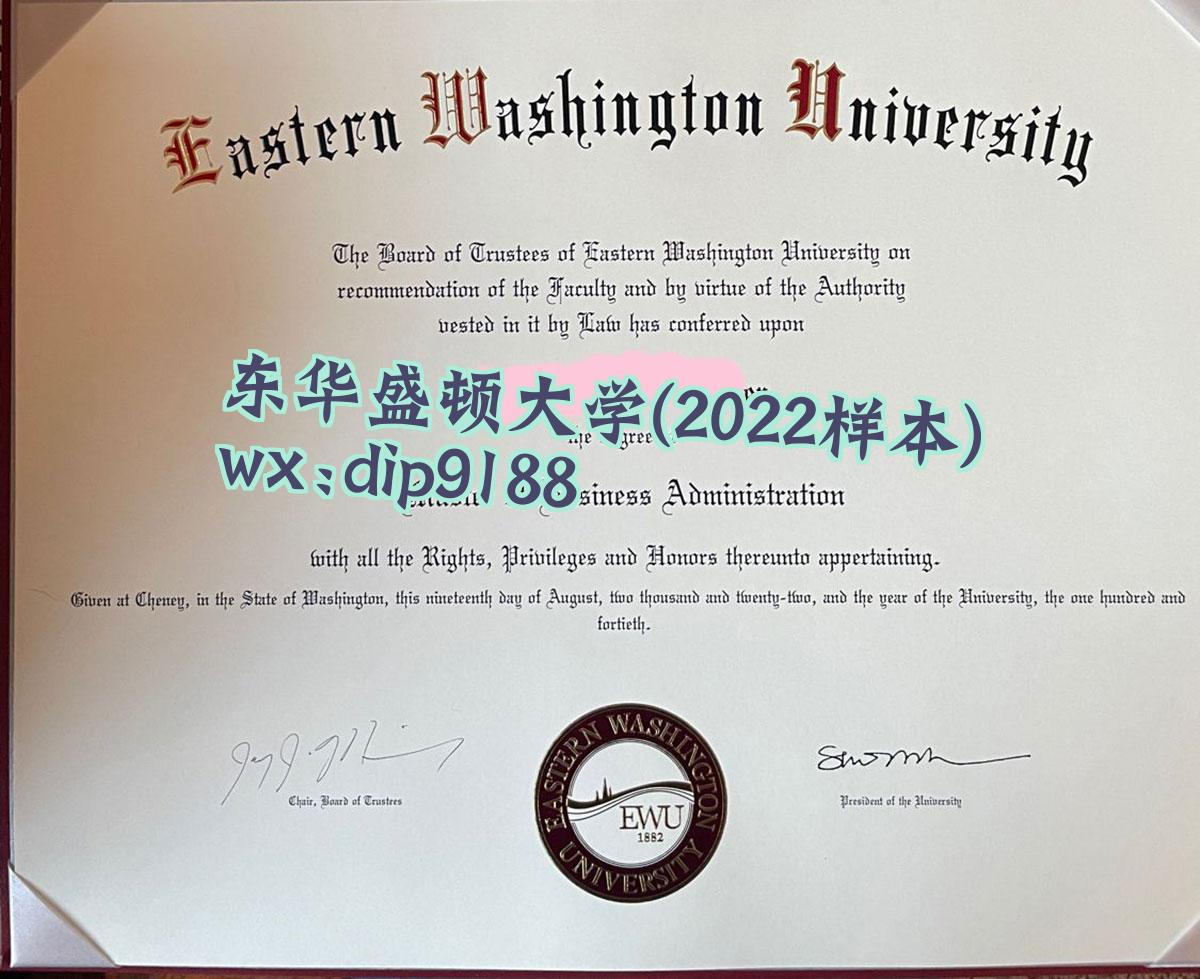 Eastern Washington University
The Board of Trustees of Eastern Washington University on
recommendation of the Faculty and by virtue of the Authority
vested in it by Law has conferred upon
东华盛顿大学(2022样本)
wx:dip9188
Administration
with all the Rights, Privileges and Honors thereunto appertaining.
Given at Cheney, in the State of Washington, this nineteenth day of August, two thousand and twenty-two, and the year of the University, the one hundred and
fortieth.
Chair, Board of Trustees
President of the University
EASTERN WASHINGTON
EWU
1882
UNIVERSITY